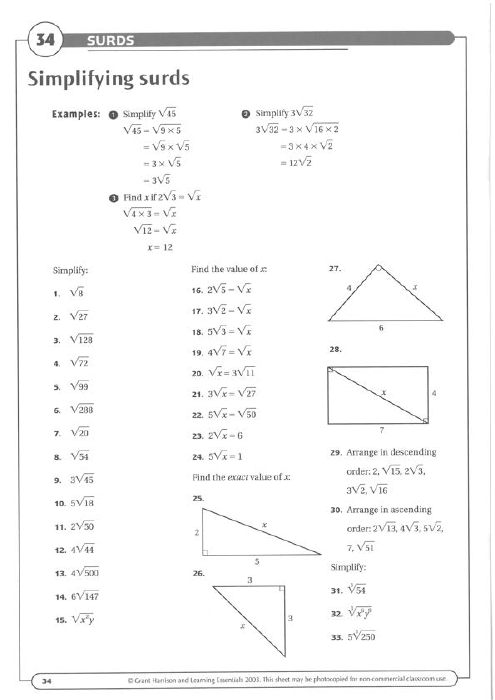 34 SURDS
Simplifying surds
Examples: 1 Simplify √45
√45 = √9 × 5
= √9 × √5
= 3 × √5
= 3√5
2 Simplify 3√32
3√32 = 3 × √16 × 2
= 3 × 4 × √2
= 12√2
3 Find x if 2√3 = √x
√4 × 3 = √x
√12 = √x
x = 12
Simplify:
1. √8
2. √27
3. √128
4. √72
5. √99
6. √288
7. √20
8. √54
9. 3√45
10. 5√18
11. 2√50
12. 4√44
13. 4√500
14. 6√147
15. √x²y
Find the value of x:
16. 2√5 = √x
17. 3√2 = √x
18. 5√3 = √x
19. 4√7 = √x
20. √x = 3√11
21. 3√x = √27
22. 5√x = √50
23. 2√x = 6
24. 5√x = 1
Find the exact value of x:
25.
2
x
5
26.
3
3
x
27.
4
x
6
28.
x
4
7
29. Arrange in descending
order: 2, √15, 2√3,
3√2, √16
30. Arrange in ascending
order: 2√13, 4√3, 5√2,
7, √51
Simplify:
31. ³√54
32.
33. 5³√250
34 © Grant Harrison and Learning Essentials 2003. This sheet may be photocopied for non-commercial classroom use.